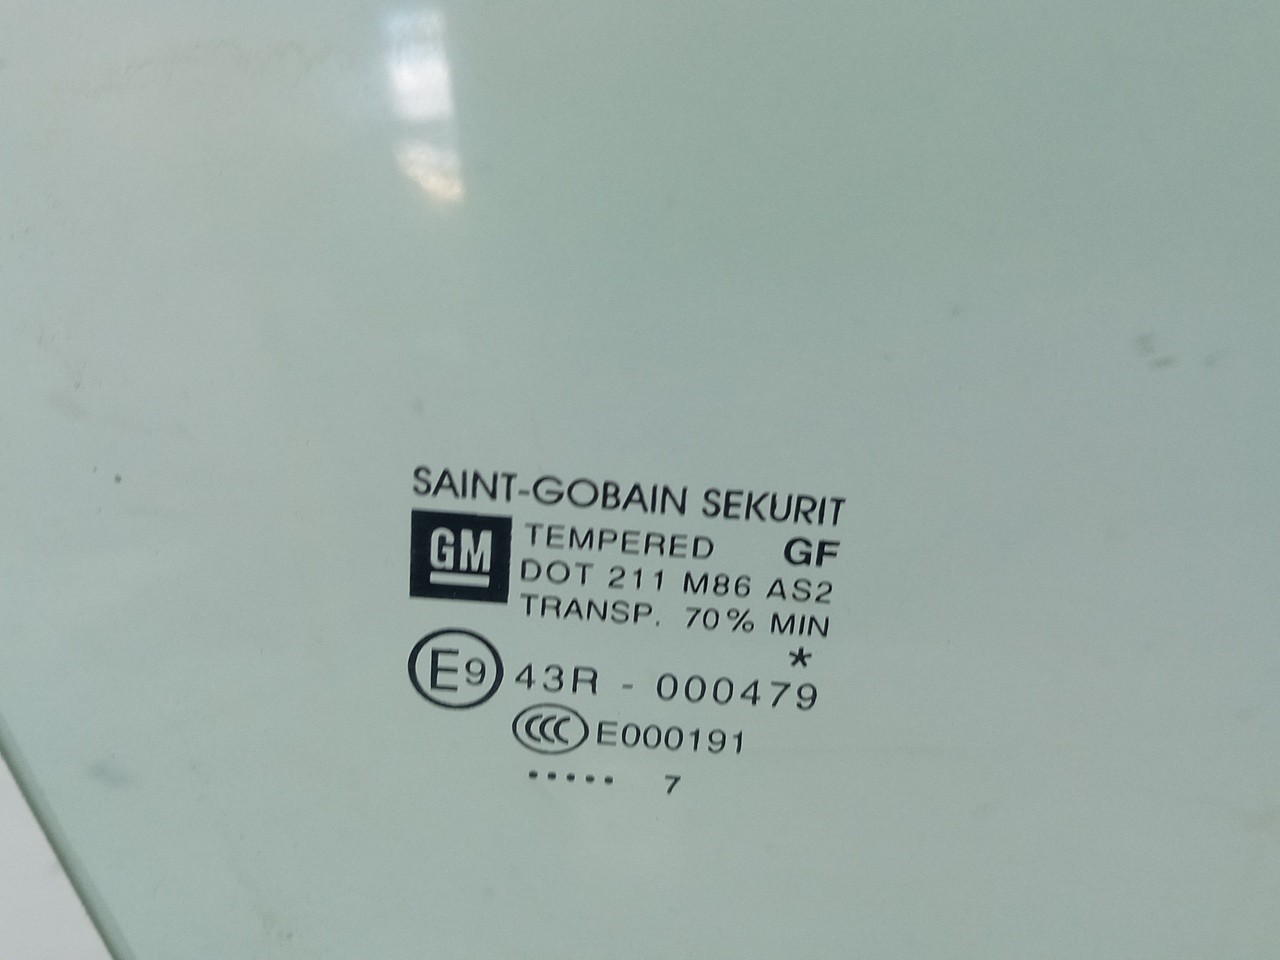 SAINT-GOBAIN SEKURIT
GM TEMPERED GF
DOT 211 M86 AS2
TRANSP. 70% MIN
*
E9 43R - 000479
CCC E000191
..... 7